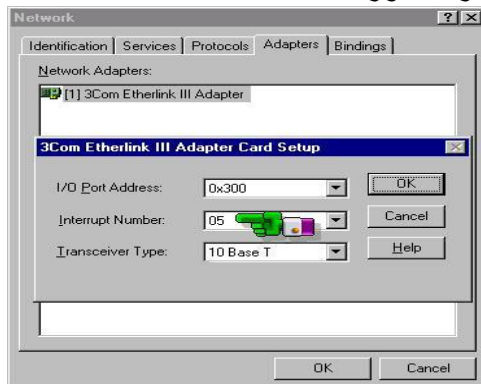 Network
Identification Services Protocols Adapters Bindings
Network Adapters:
[1] 3Com Etherlink III Adapter
3Com Etherlink III Adapter Card Setup
I/O Port Address: 0x300 OK
Interrupt Number: 05 Cancel
Transceiver Type: 10 Base T Help
OK Cancel